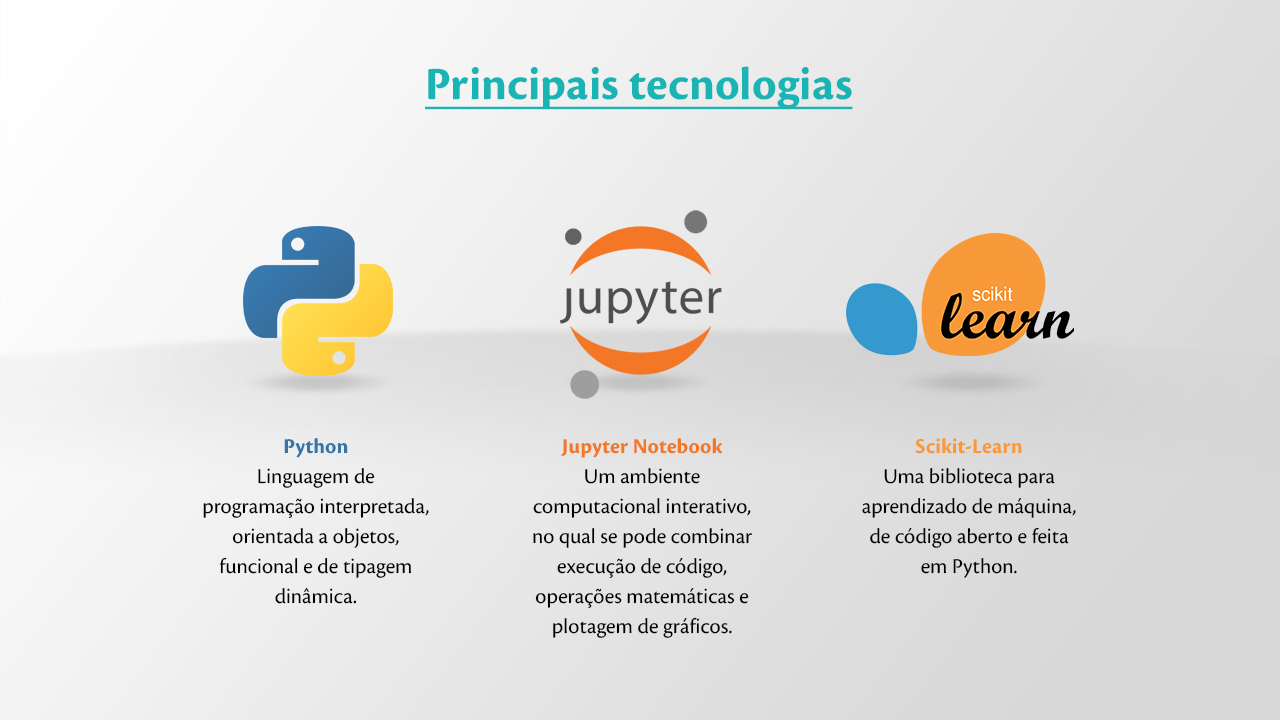 Principais tecnologias
jupyter
scikit
learn
Python
Linguagem de
programação interpretada,
orientada a objetos,
funcional e de tipagem
dinâmica.
Jupyter Notebook
Um ambiente
computacional interativo,
no qual se pode combinar
execução de código,
operações matemáticas e
plotagem de gráficos.
Scikit-Learn
Uma biblioteca para
aprendizado de máquina,
de código aberto e feita
em Python.